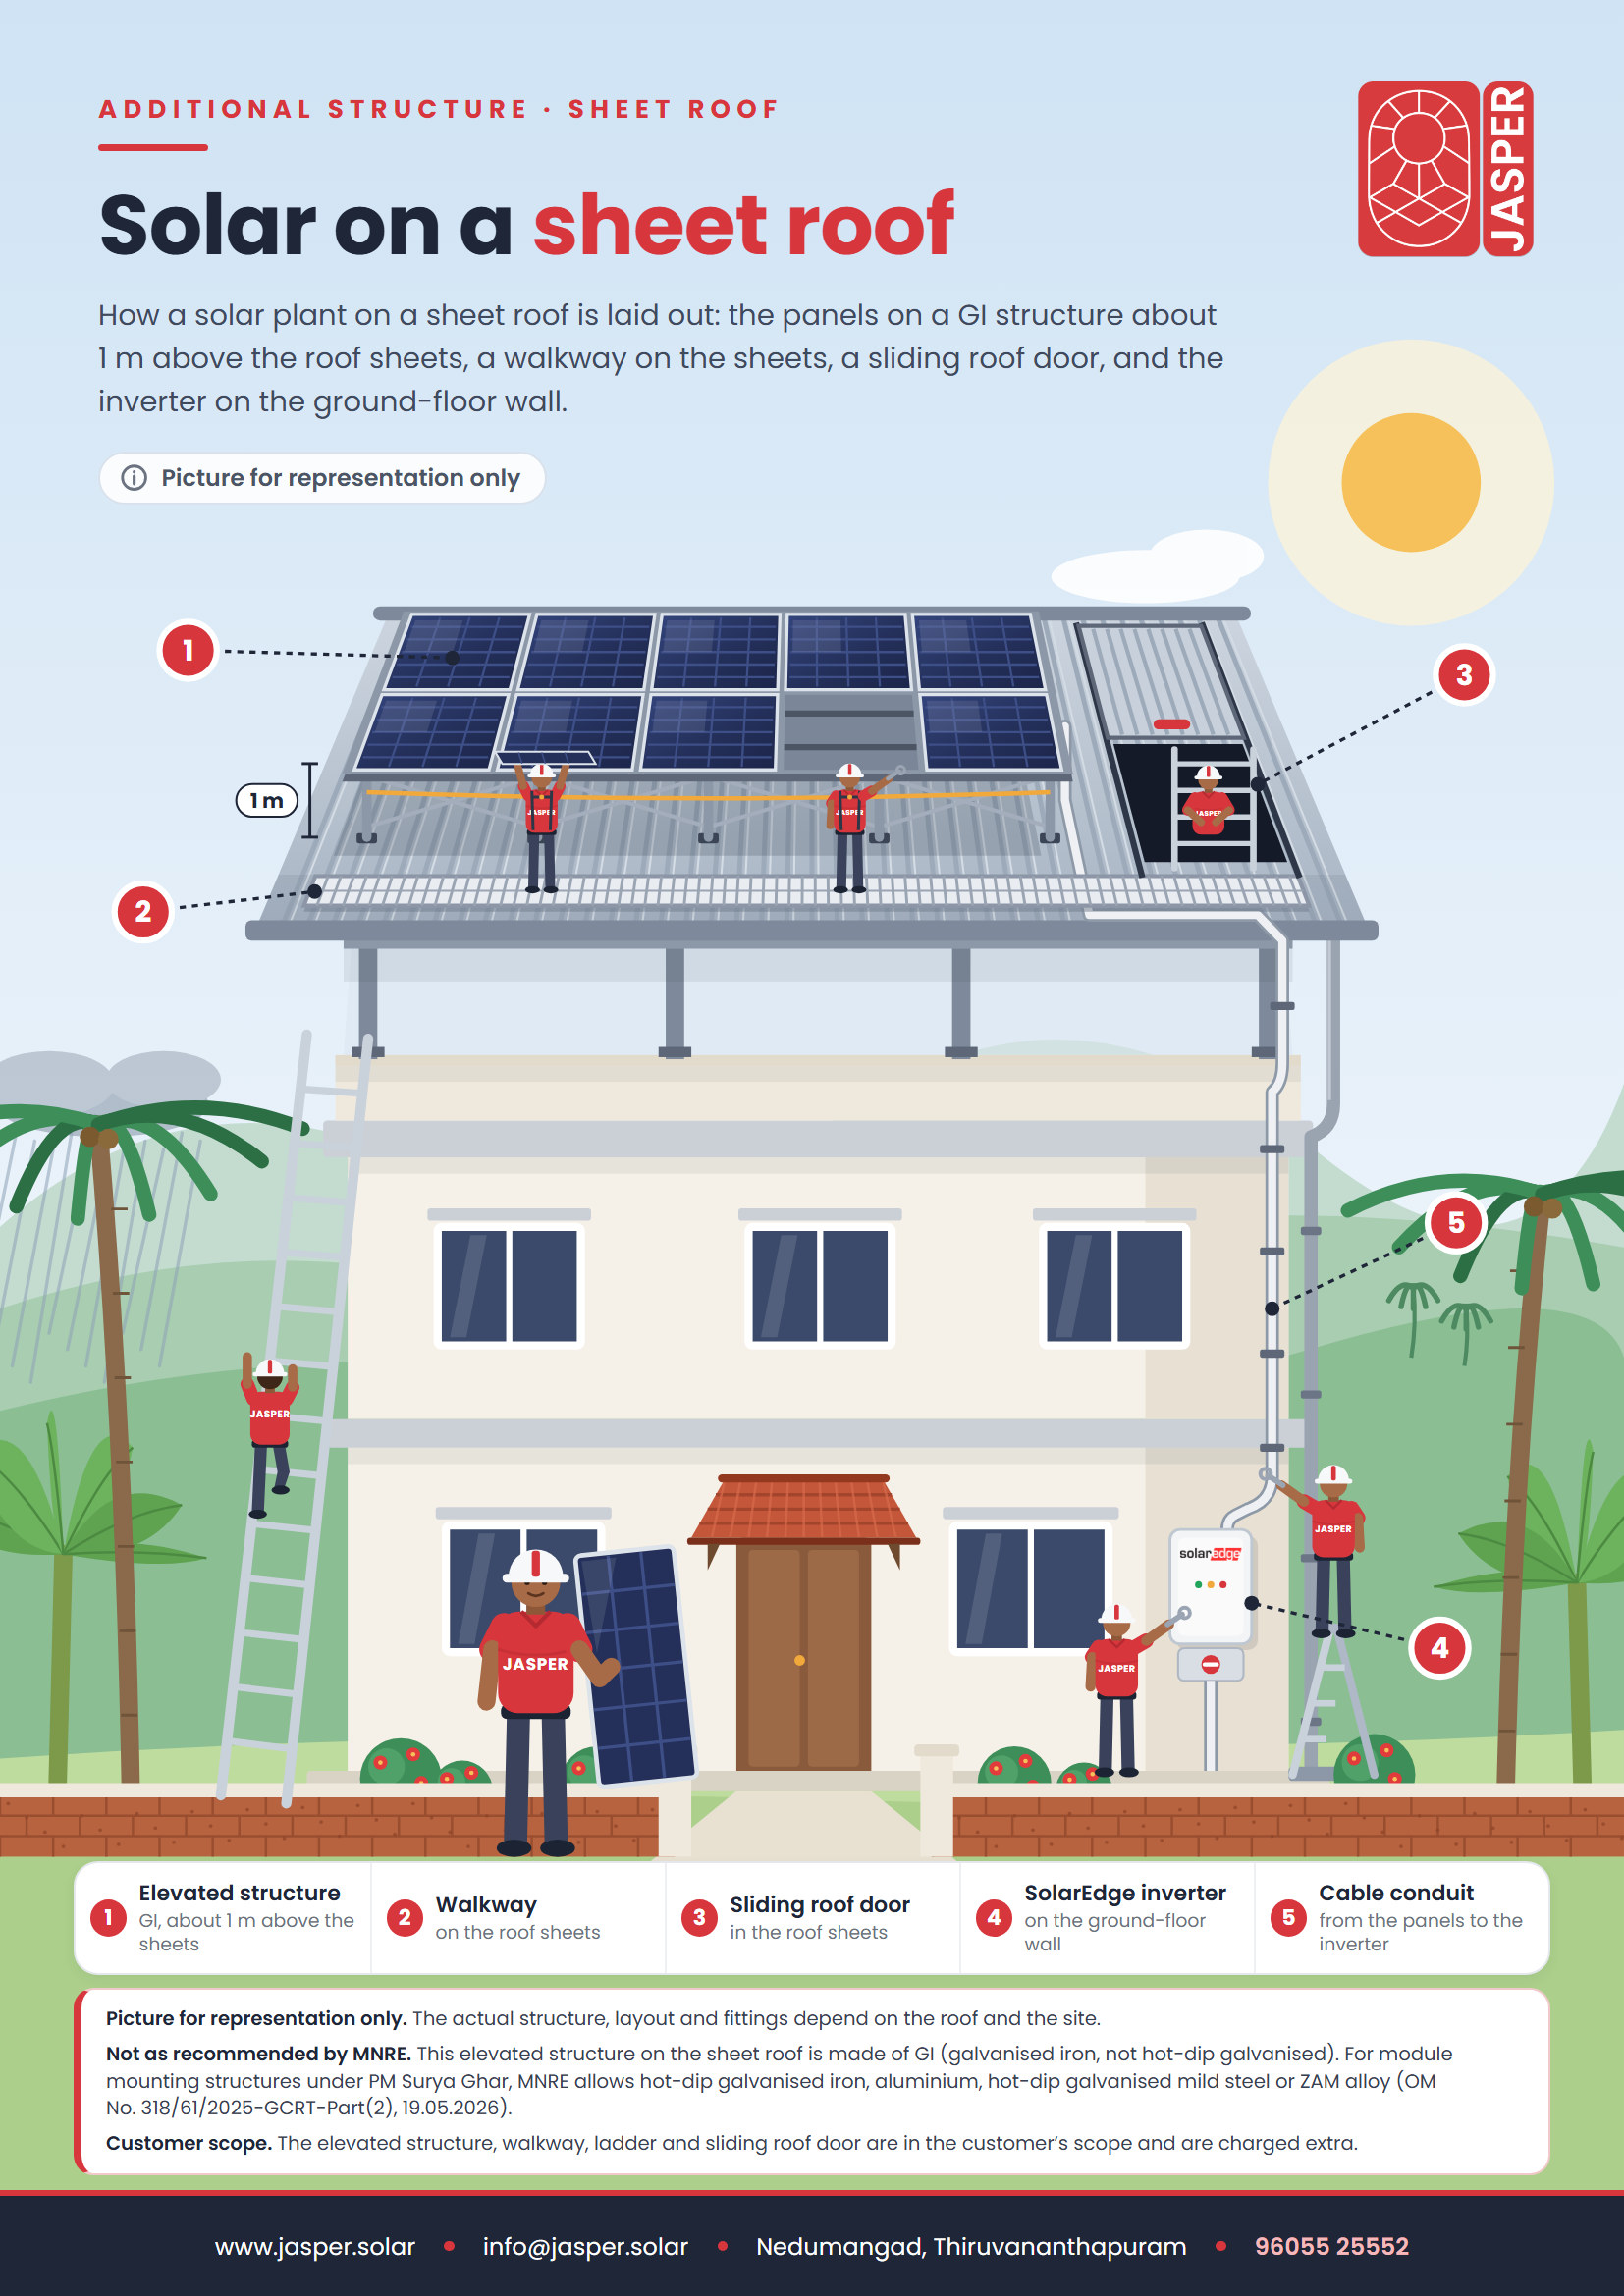 ADDITIONAL STRUCTURE · SHEET ROOF
JASPER
Solar on a sheet roof
How a solar plant on a sheet roof is laid out: the panels on a GI structure about
1 m above the roof sheets, a walkway on the sheets, a sliding roof door, and the
inverter on the ground-floor wall.
Picture for representation only
1
3
1 m
JASPER
JASPER
JASPER
2
5
JASPER
solaredge
JASPER
JASPER
JASPER
4
1 Elevated structure
GI, about 1 m above the
sheets
2 Walkway
on the roof sheets
3 Sliding roof door
in the roof sheets
4 SolarEdge inverter
on the ground-floor
wall
5 Cable conduit
from the panels to the
inverter
Picture for representation only. The actual structure, layout and fittings depend on the roof and the site.
Not as recommended by MNRE. This elevated structure on the sheet roof is made of GI (galvanised iron, not hot-dip galvanised). For module
mounting structures under PM Surya Ghar, MNRE allows hot-dip galvanised iron, aluminium, hot-dip galvanised mild steel or ZAM alloy (OM
No. 318/61/2025-GCRT-Part(2), 19.05.2026).
Customer scope. The elevated structure, walkway, ladder and sliding roof door are in the customer’s scope and are charged extra.
www.jasper.solar • info@jasper.solar • Nedumangad, Thiruvananthapuram • 96055 25552